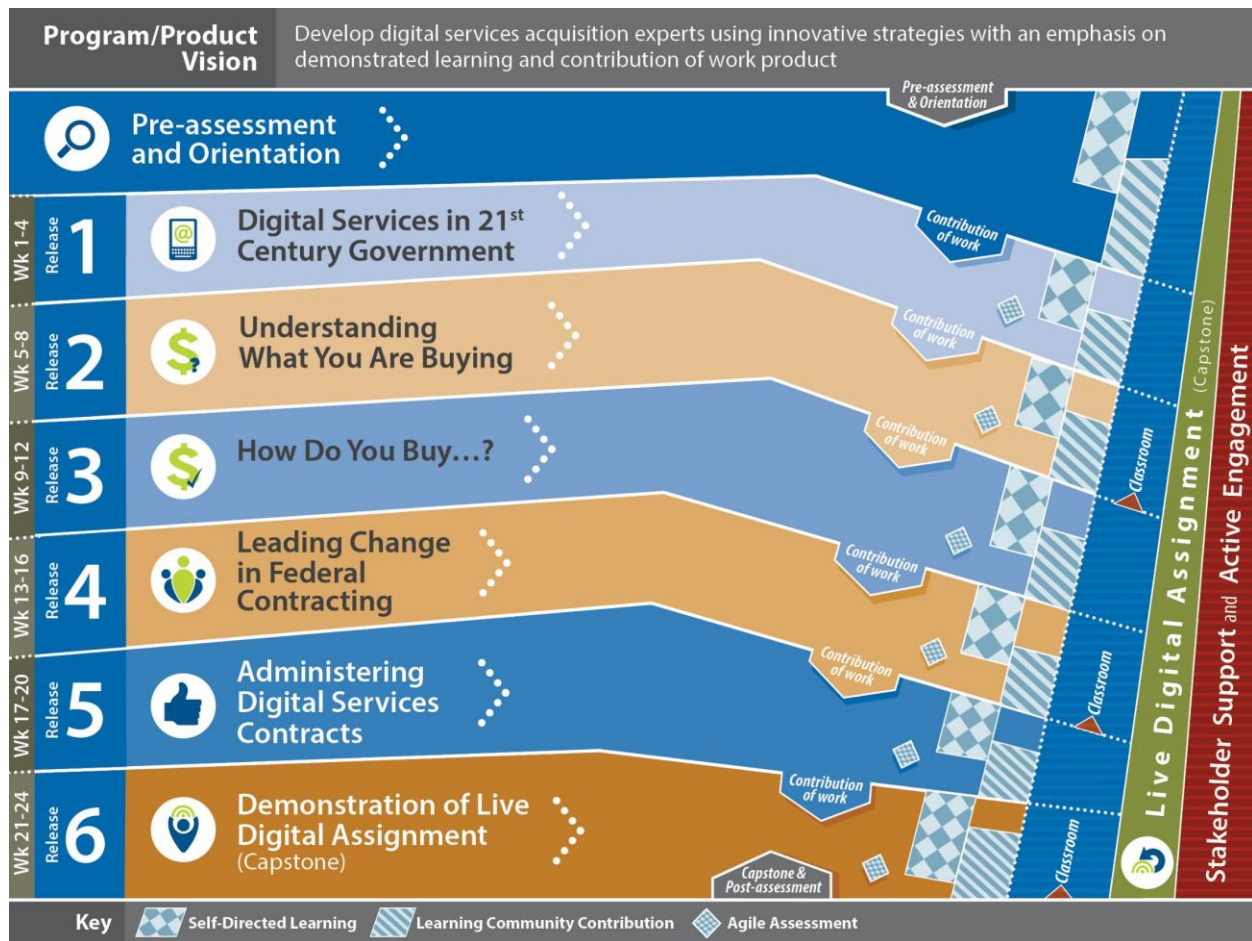 Program/Product
Vision
Develop digital services acquisition experts using innovative strategies with an emphasis on
demonstrated learning and contribution of work product
Pre-assessment
& Orientation
Pre-assessment
and Orientation
Wk 1-4
Release
1
Digital Services in 21st
Century Government
Contribution
of work
Wk 5-8
Release
2
Understanding
What You Are Buying
Contribution
of work
Wk 9-12
Release
3
How Do You Buy...?
Contribution
of work
Classroom
Wk 13-16
Release
4
Leading Change
in Federal
Contracting
Contribution
of work
Wk 17-20
Release
5
Administering
Digital Services
Contracts
Contribution
of work
Classroom
Wk 21-24
Release
6
Demonstration of Live
Digital Assignment
(Capstone)
Contribution
of work
Capstone &
Post-assessment
Classroom
Live Digital Assignment (Capstone)
Stakeholder Support and Active Engagement
Key
Self-Directed Learning
Learning Community Contribution
Agile Assessment